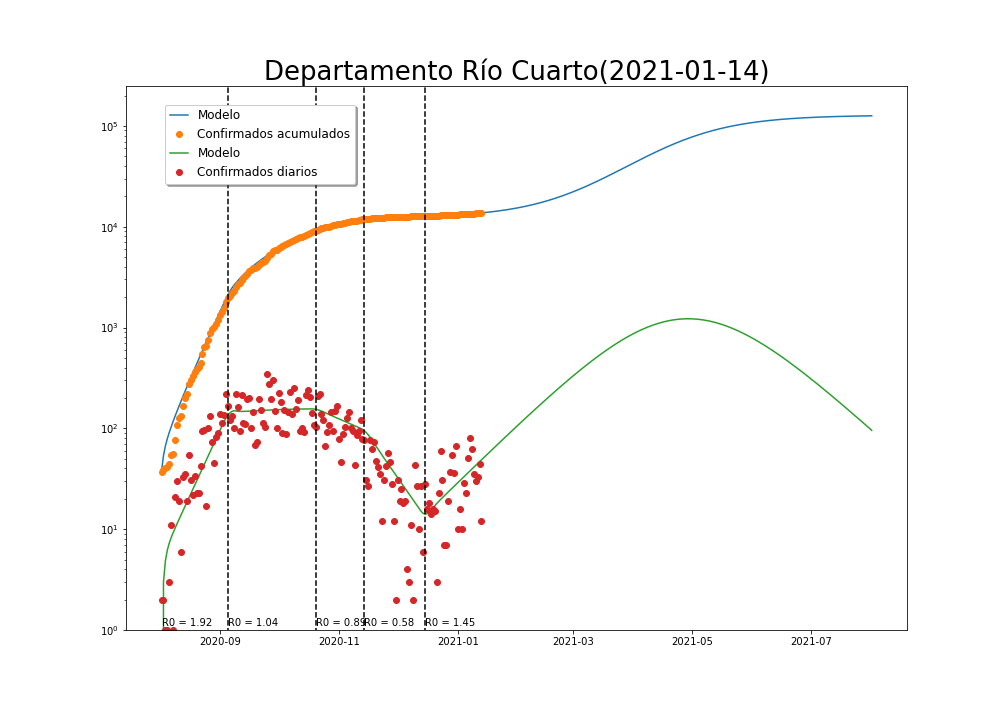 Departamento Río Cuarto(2021-01-14)
Modelo
Confirmados acumulados
Modelo
Confirmados diarios
10⁵
10⁴
10³
10²
10¹
10⁰
R0 = 1.92 R0 = 1.04 R0 = 0.89 R0 = 0.58 R0 = 1.45
2020-09 2020-11 2021-01 2021-03 2021-05 2021-07